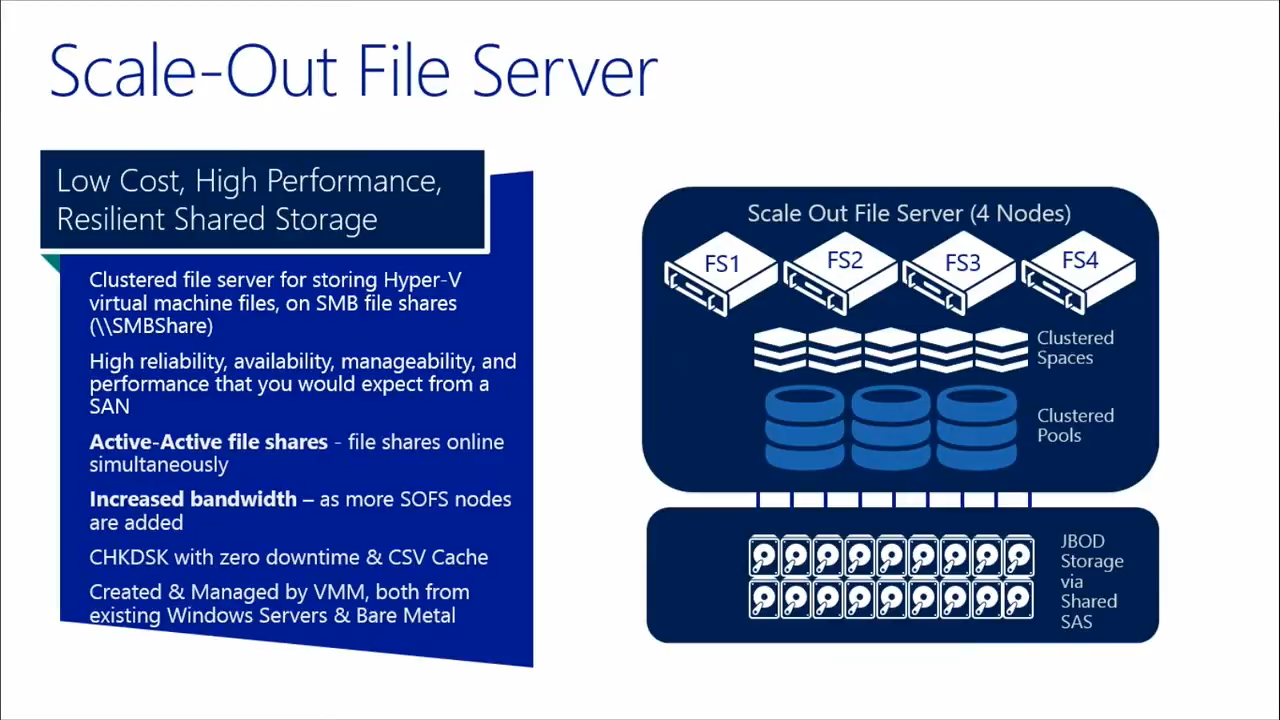 Scale-Out File Server
Low Cost, High Performance,
Resilient Shared Storage
Clustered file server for storing Hyper-V
virtual machine files, on SMB file shares
(\\SMBShare)
High reliability, availability, manageability, and
performance that you would expect from a
SAN
Active-Active file shares - file shares online
simultaneously
Increased bandwidth – as more SOFS nodes
are added
CHKDSK with zero downtime & CSV Cache
Created & Managed by VMM, both from
existing Windows Servers & Bare Metal
Scale Out File Server (4 Nodes)
FS1
FS2
FS3
FS4
Clustered
Spaces
Clustered
Pools
JBOD
Storage
via
Shared
SAS